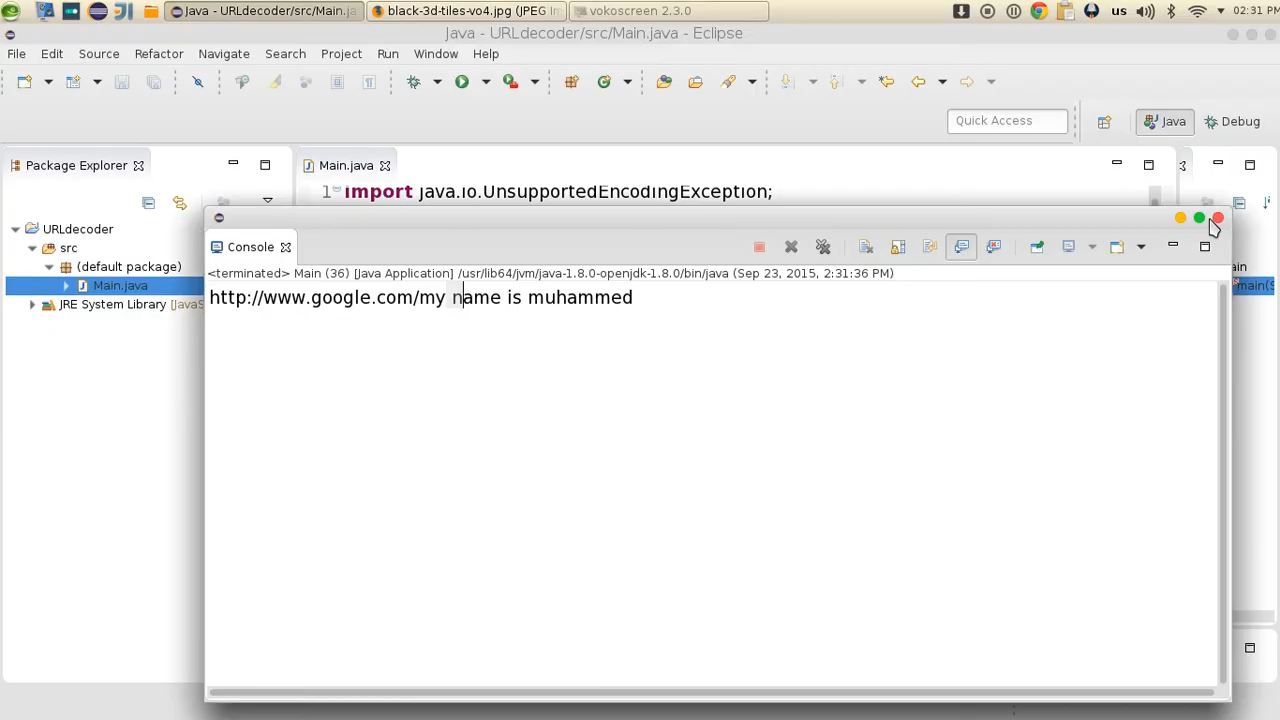 Java - URLdecoder/src/Main.ja
black-3d-tiles-vo4.jpg (JPEG Im
vokoscreen 2.3.0
us
02:31 PM
Java - URLdecoder/src/Main.java - Eclipse
File Edit Source Refactor Navigate Search Project Run Window Help
Quick Access
Java
Debug
Package Explorer
Main.java
1 import java.io.UnsupportedEncodingException;
URLdecoder
src
(default package)
Main.java
JRE System Library [JavaS
Console
<terminated> Main (36) [Java Application] /usr/lib64/jvm/java-1.8.0-openjdk-1.8.0/bin/java (Sep 23, 2015, 2:31:36 PM)
http://www.google.com/my name is muhammed
ain
main(S